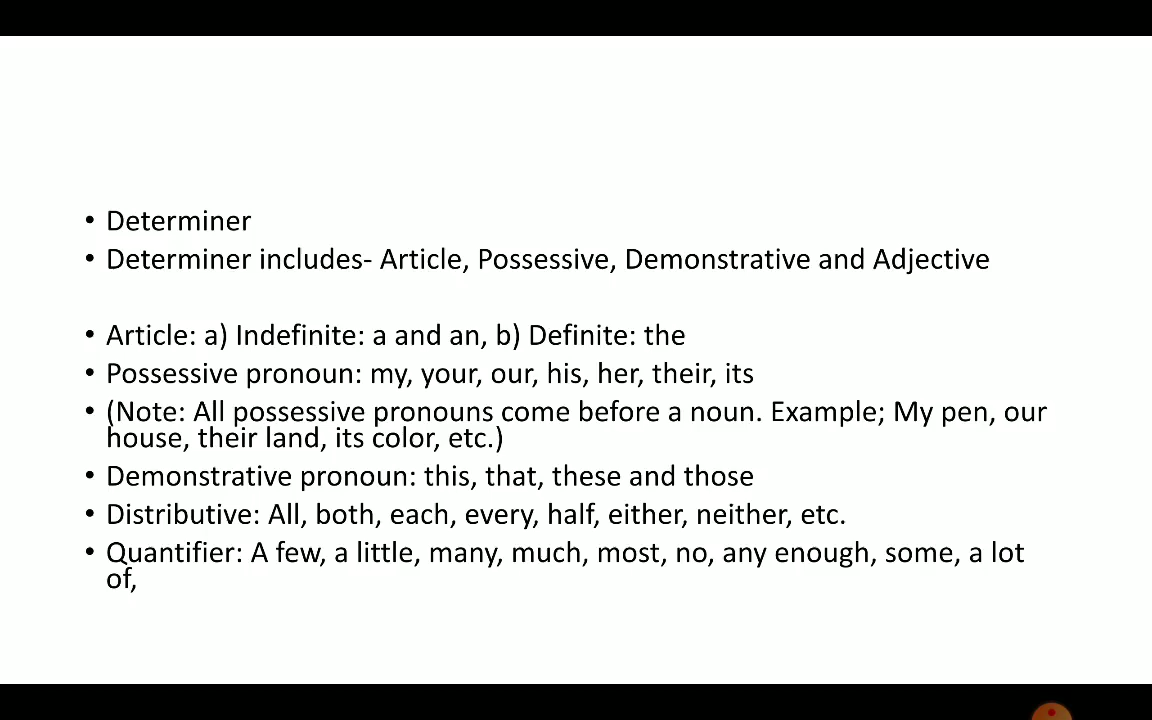 • Determiner
• Determiner includes- Article, Possessive, Demonstrative and Adjective
• Article: a) Indefinite: a and an, b) Definite: the
• Possessive pronoun: my, your, our, his, her, their, its
• (Note: All possessive pronouns come before a noun. Example; My pen, our
house, their land, its color, etc.)
• Demonstrative pronoun: this, that, these and those
• Distributive: All, both, each, every, half, either, neither, etc.
• Quantifier: A few, a little, many, much, most, no, any enough, some, a lot
of,